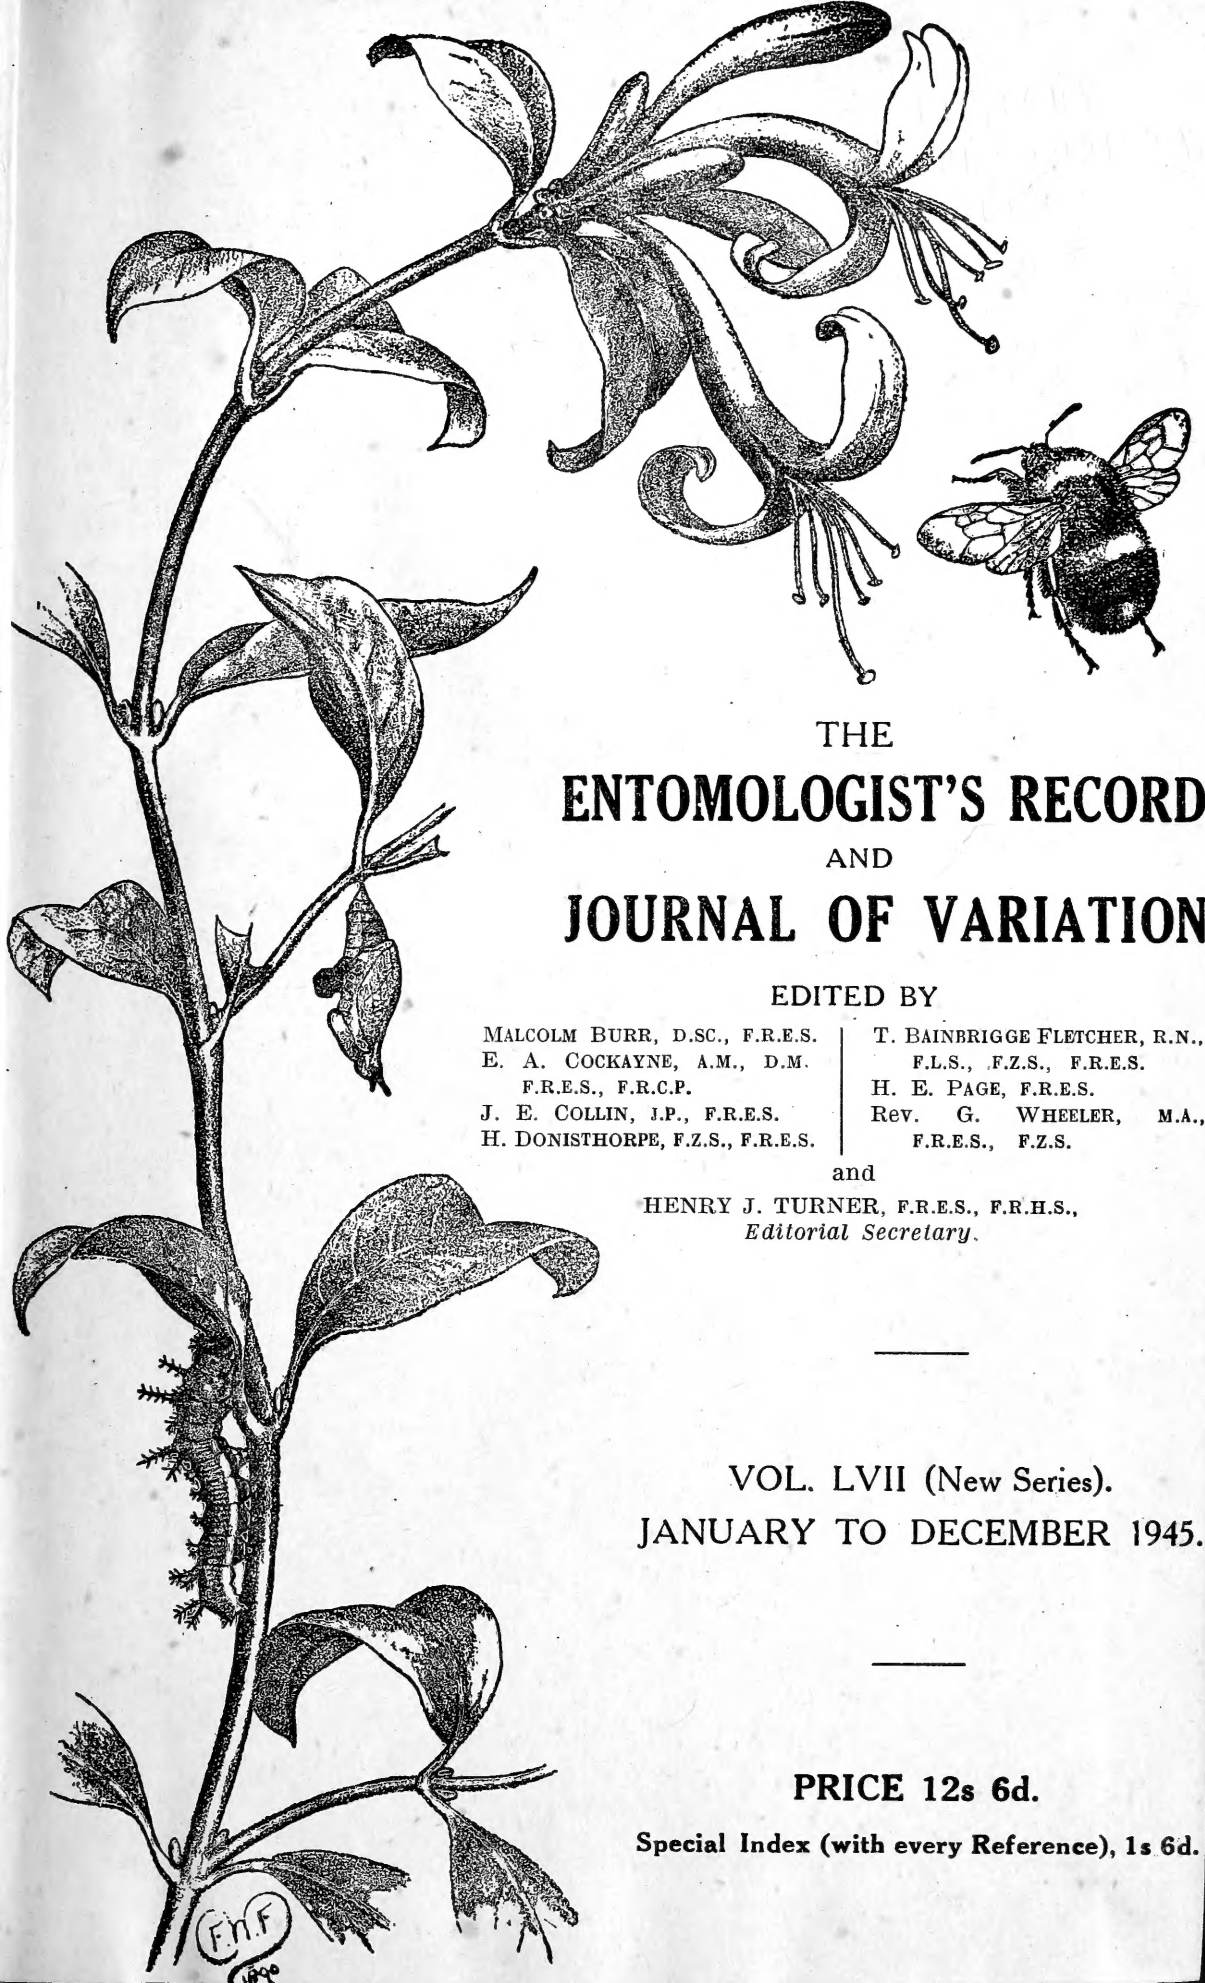 THE
ENTOMOLOGIST'S RECORD
AND
JOURNAL OF VARIATION
EDITED BY
MALCOLM BURR, D.SC., F.R.E.S.
E. A. COCKAYNE, A.M., D.M.
F.R.E.S., F.R.C.P.
J. E. COLLIN, J.P., F.R.E.S.
H. DONISTHORPE, F.Z.S., F.R.E.S.
T. BAINBRIGGE FLETCHER, R.N.,
F.L.S., F.Z.S., F.R.E.S.
H. E. PAGE, F.R.E.S.
Rev. G. WHEELER, M.A.,
F.R.E.S., F.Z.S.
and
HENRY J. TURNER, F.R.E.S., F.R.H.S.,
Editorial Secretary.
VOL. LVII (New Series).
JANUARY TO DECEMBER 1945.
PRICE 12s 6d.
Special Index (with every Reference), 1s 6d.
F.N.F
1890